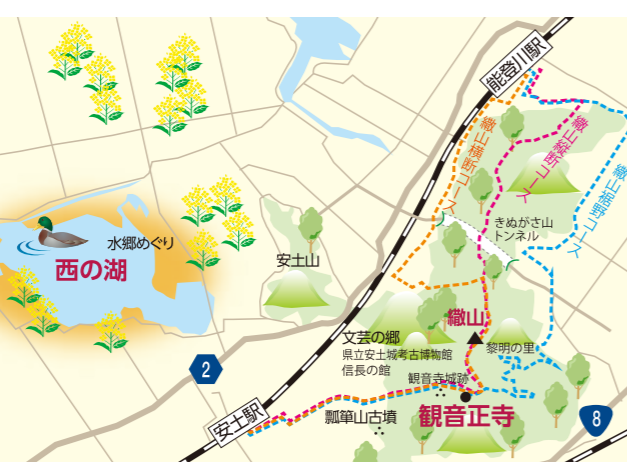 能登川駅
繖山横断コース
繖山縦断コース
繖山裾野コース
きぬがさ山
トンネル
水郷めぐり
西の湖
安土山
繖山
文芸の郷
県立安土城考古博物館
信長の館
黎明の里
2
観音寺城跡
安土駅
瓢箪山古墳
観音正寺
8